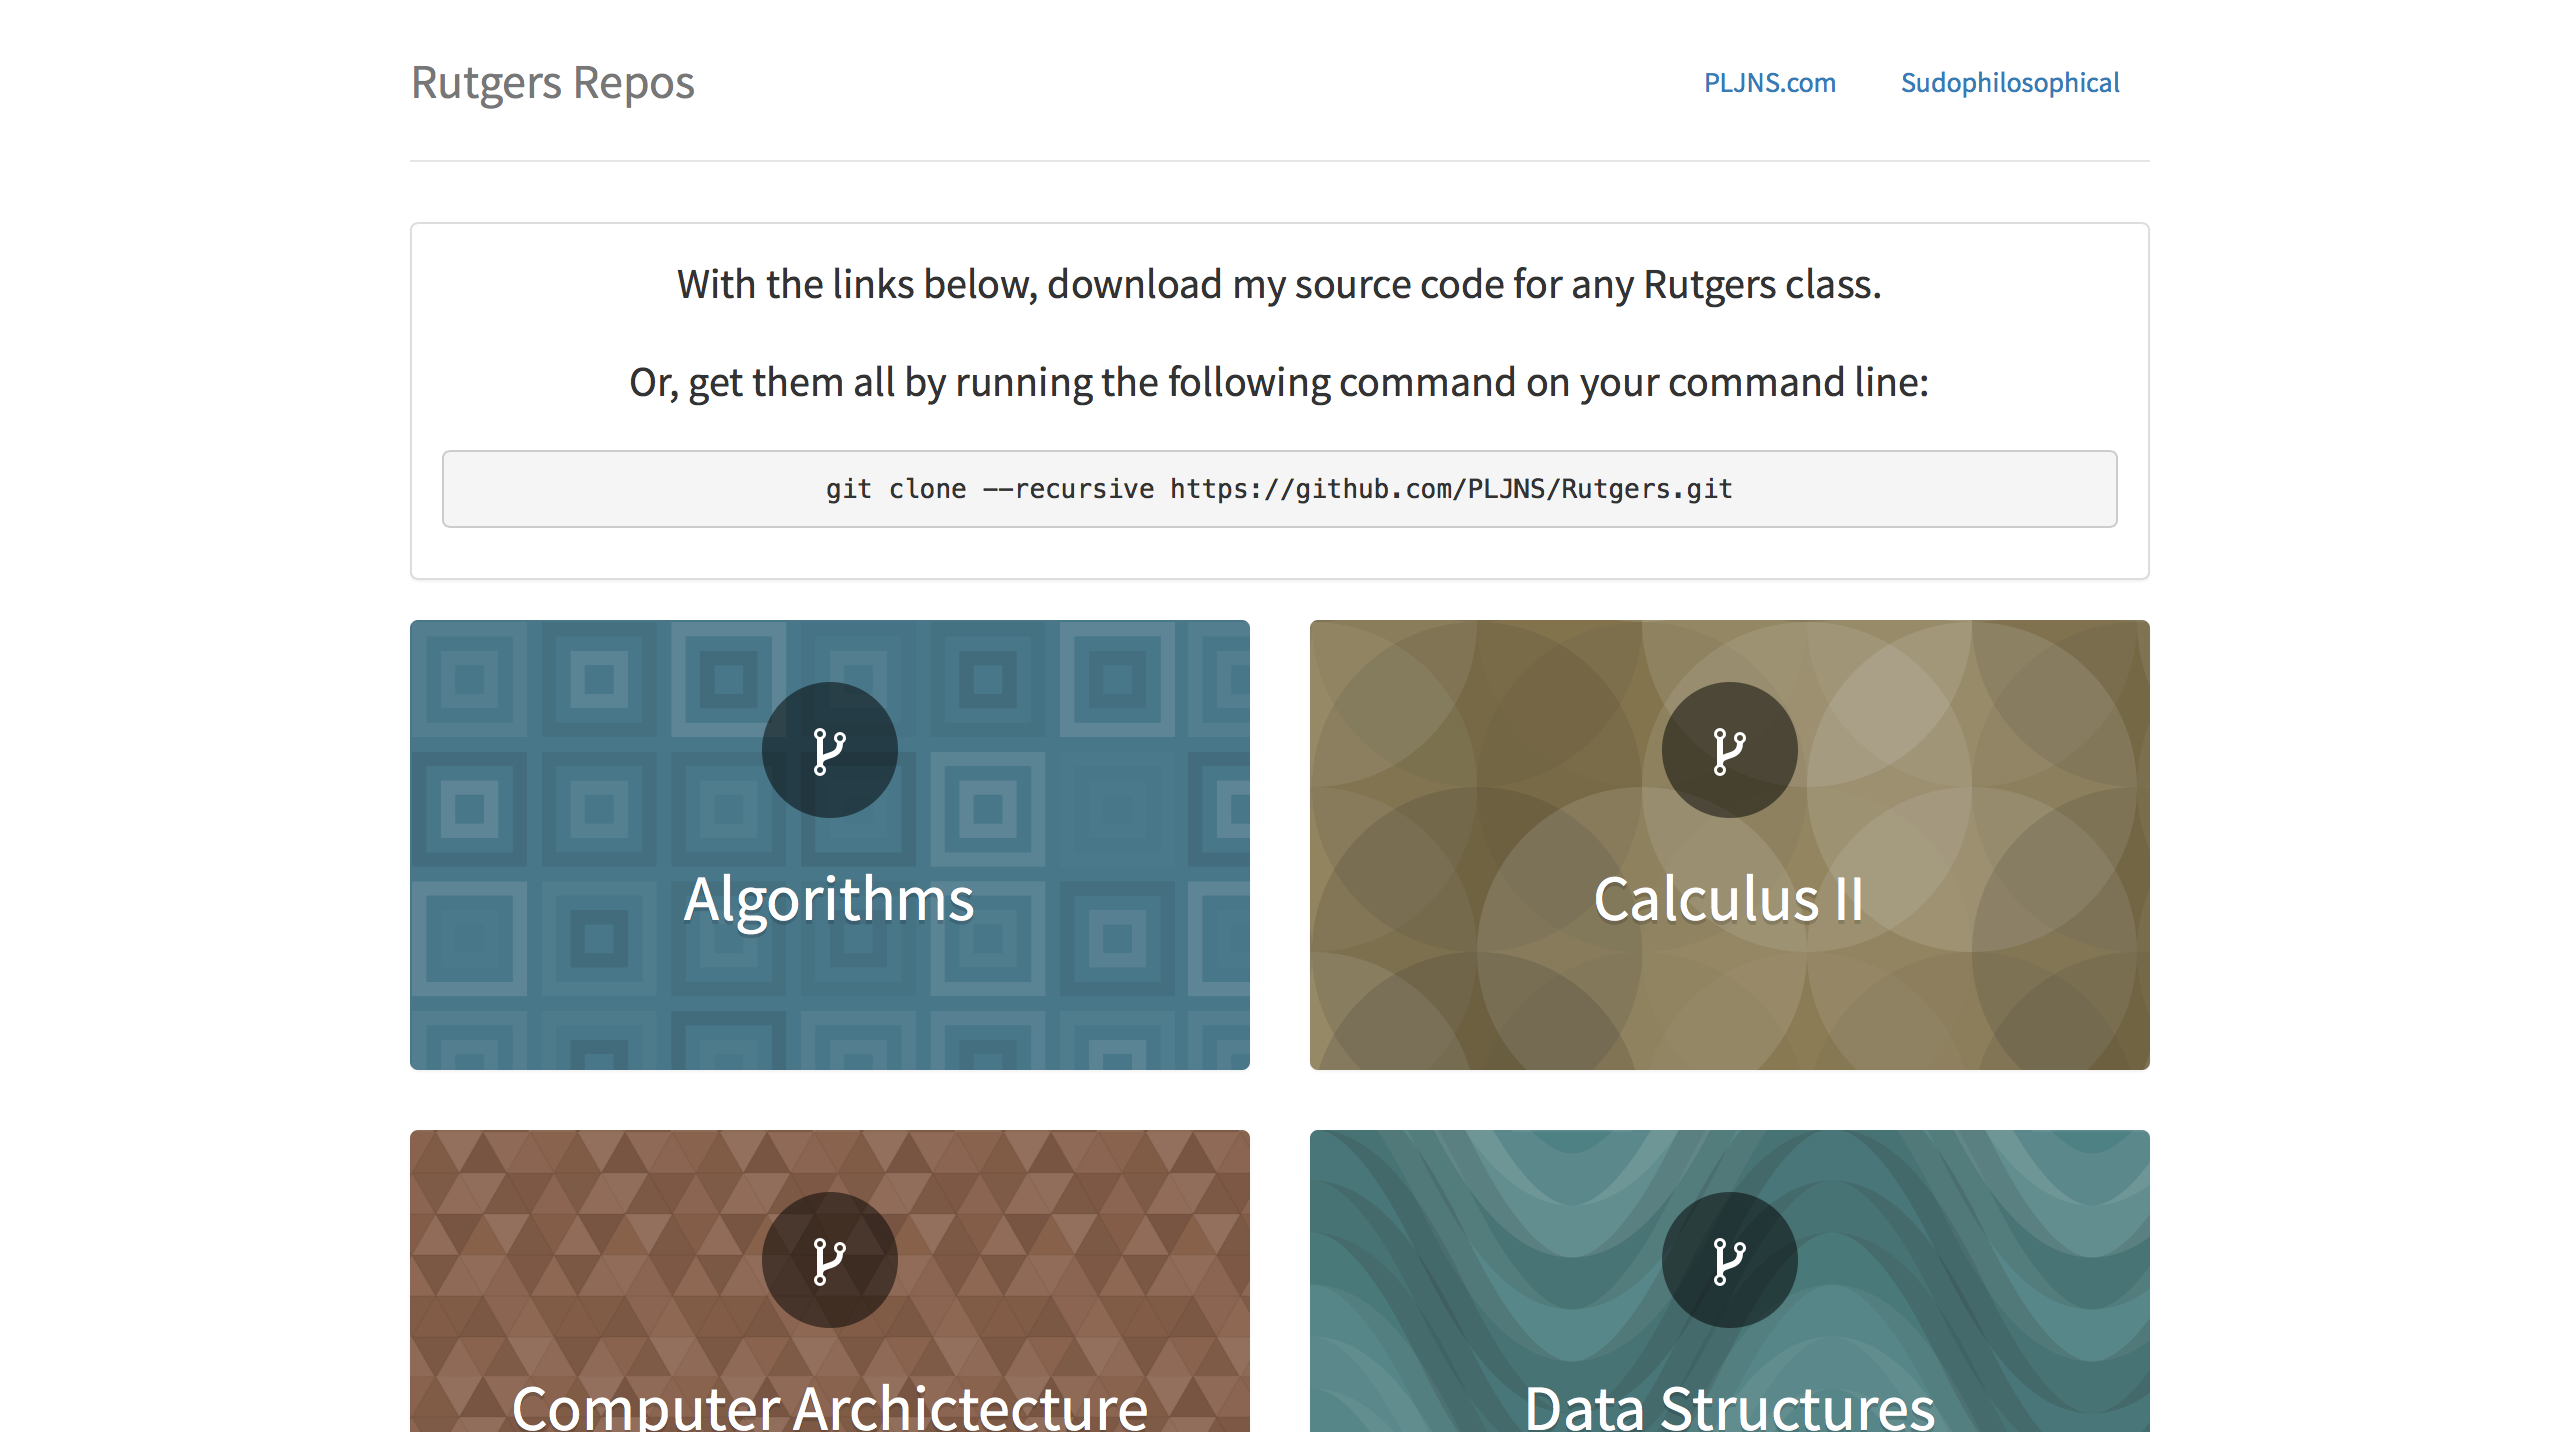 Rutgers Repos
PLJNS.com
Sudophilosophical
With the links below, download my source code for any Rutgers class.
Or, get them all by running the following command on your command line:
git clone --recursive https://github.com/PLJNS/Rutgers.git
Algorithms
Calculus II
Computer Archictecture
Data Structures